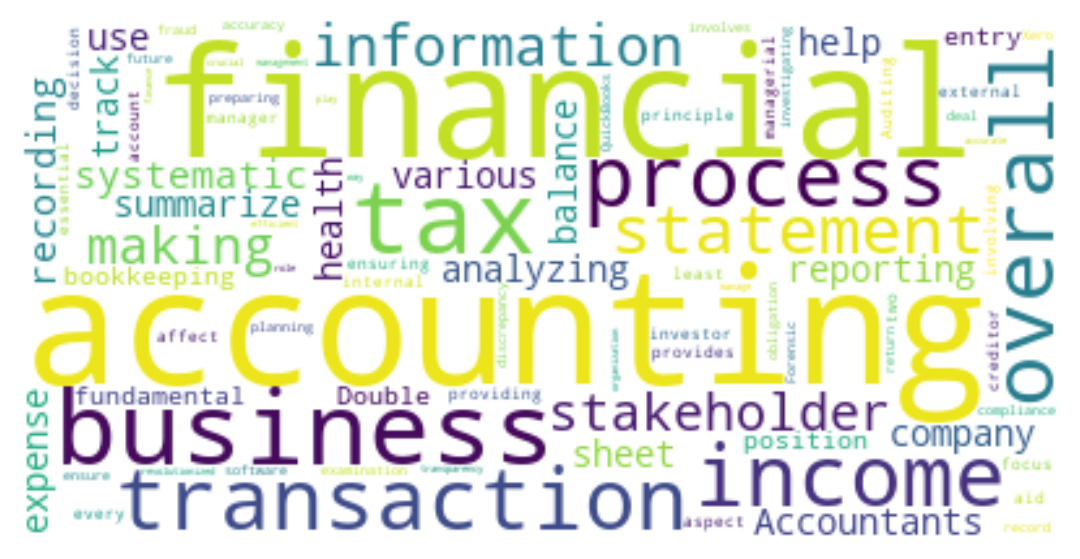 involves
fraud
accuracy
use
information
help
entry
Xero
decision
financial
future
crucial
management
track
overall
recording
finance
preparing
play
account
manager
QuickBooks
principle
managerial
investigating
Auditing
external
deal
accurate
essential
systematic
health
various
balance
process
way
summarize
tax
statement
efficient
making
involving
bookkeeping
role
ensuring
internal
analyzing
least
manage
reporting
accounting
affect
planning
discrepancy
organization
investor
provides
obligation
Forensic
return
two
creditor
expense
fundamental
Double
providing
business
stakeholder
compliance
sheet
position
company
ensure
revolutionized
software
examination
transparency
income
focus
every
transaction
aspect
Accountants
aid
record